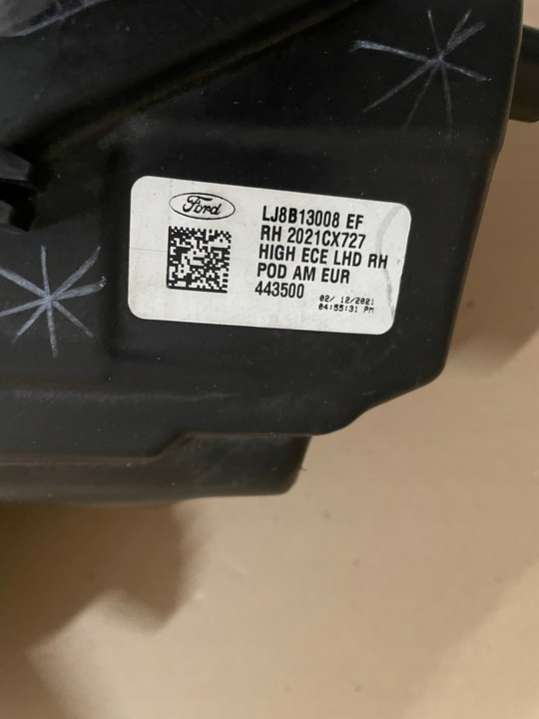 Ford
LJ8B13008 EF
RH 2021CX727
HIGH ECE LHD RH
POD AM EUR
443500
02/ 12/2021
04:55:31 PM